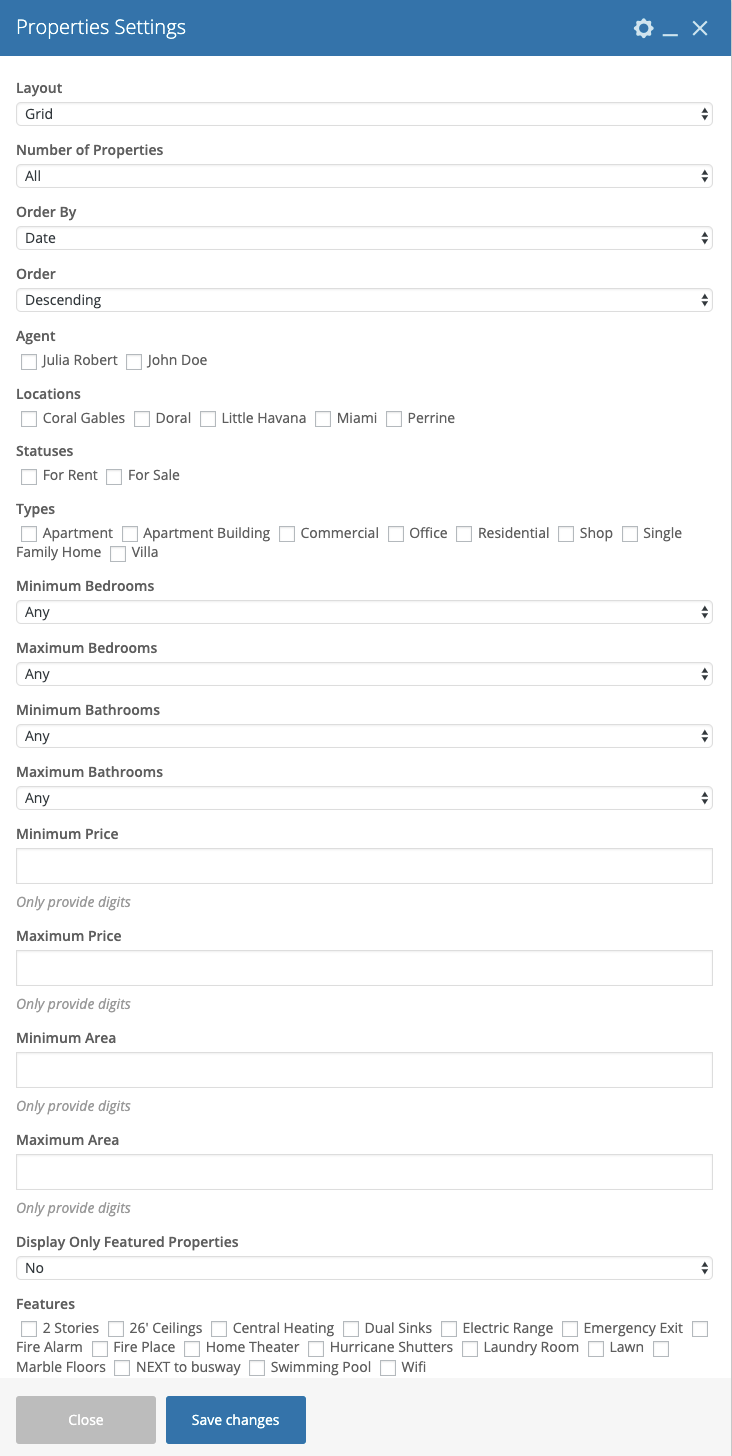 Properties Settings
Layout
Grid
Number of Properties
All
Order By
Date
Order
Descending
Agent
Julia Robert John Doe
Locations
Coral Gables Doral Little Havana Miami Perrine
Statuses
For Rent For Sale
Types
Apartment Apartment Building Commercial Office Residential Shop Single
Family Home Villa
Minimum Bedrooms
Any
Maximum Bedrooms
Any
Minimum Bathrooms
Any
Maximum Bathrooms
Any
Minimum Price
Only provide digits
Maximum Price
Only provide digits
Minimum Area
Only provide digits
Maximum Area
Only provide digits
Display Only Featured Properties
No
Features
2 Stories 26' Ceilings Central Heating Dual Sinks Electric Range Emergency Exit
Fire Alarm Fire Place Home Theater Hurricane Shutters Laundry Room Lawn
Marble Floors NEXT to busway Swimming Pool Wifi
Close Save changes